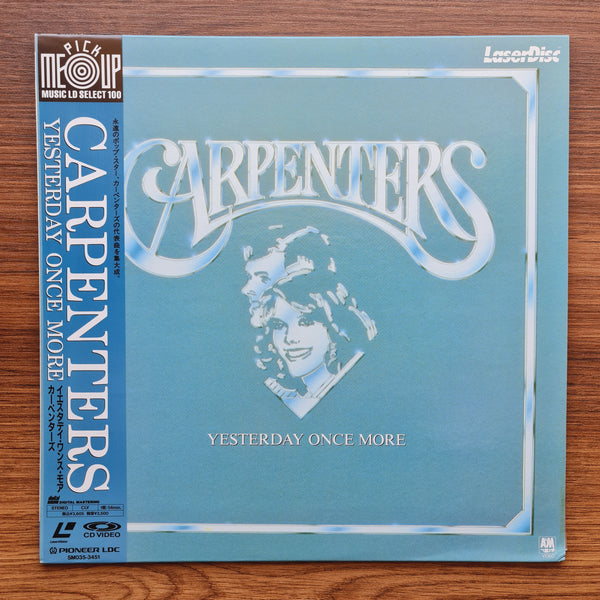 PICK
ME UP
MUSIC LD SELECT 100
CARPENTERS
YESTERDAY ONCE MORE
イエスタデイ・ワンス・モア
カーペンターズ
永遠のポップ・スター、カーペンターズの代表曲を集大成。
DIGITAL MASTERING
STEREO CLV
LaserDisc
CD VIDEO
PIONEER LDC
SM035-3451
LaserDisc
CARPENTERS
YESTERDAY ONCE MORE
A&M